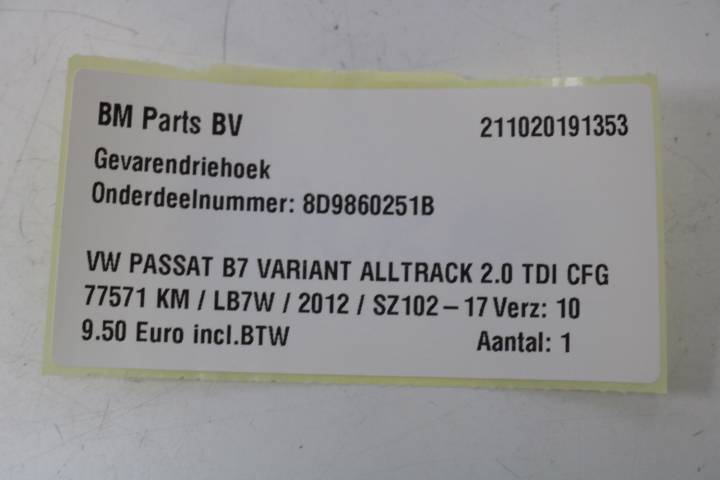 BM Parts BV 211020191353
Gevarendriehoek
Onderdeelnummer: 8D9860251B
VW PASSAT B7 VARIANT ALLTRACK 2.0 TDI CFG
77571 KM / LB7W / 2012 / SZ102-17 Verz: 10
9.50 Euro incl.BTW Aantal: 1